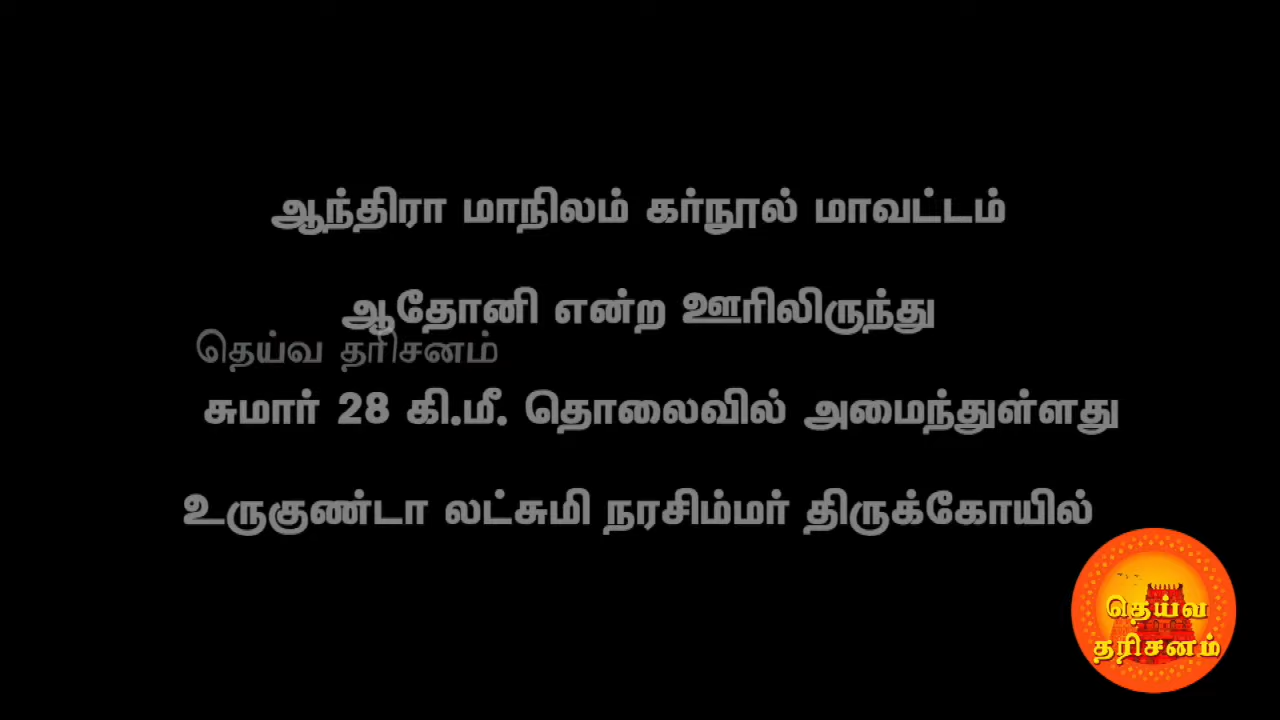 ஆந்திரா மாநிலம் கர்நூல் மாவட்டம்
ஆதோனி என்ற ஊரிலிருந்து
தெய்வ தரிசனம்
சுமார் 28 கி.மீ. தொலைவில் அமைந்துள்ளது
உருகுண்டா லட்சுமி நரசிம்மர் திருக்கோயில்
தெய்வ
தரிசனம்